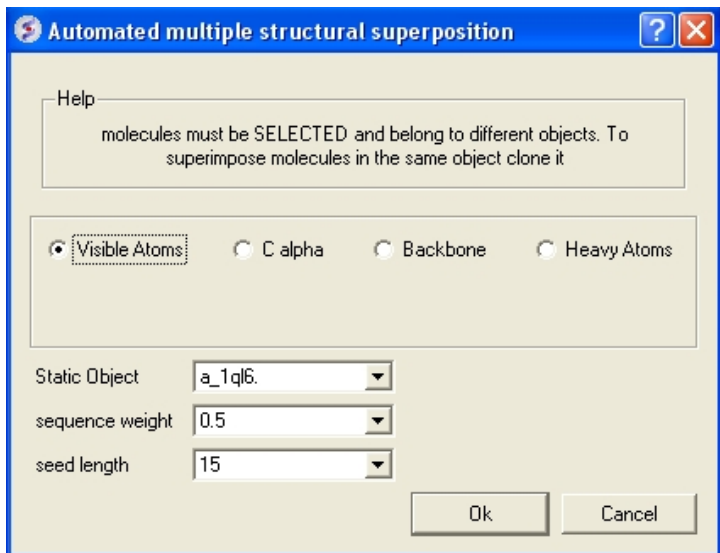 Automated multiple structural superposition
Help
molecules must be SELECTED and belong to different objects. To
superimpose molecules in the same object clone it
Visible Atoms C alpha Backbone Heavy Atoms
Static Object a_1ql6.
sequence weight 0.5
seed length 15
Ok Cancel